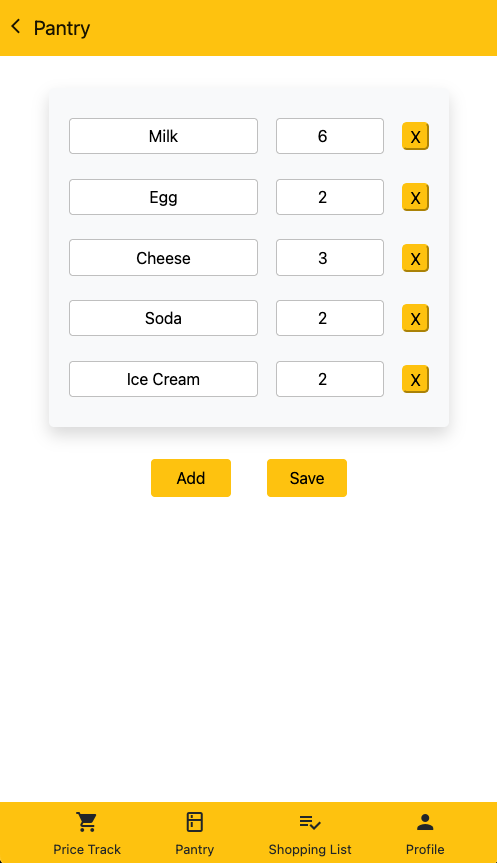 Pantry
Milk 6 X
Egg 2 X
Cheese 3 X
Soda 2 X
Ice Cream 2 X
Add Save
Price Track Pantry Shopping List Profile